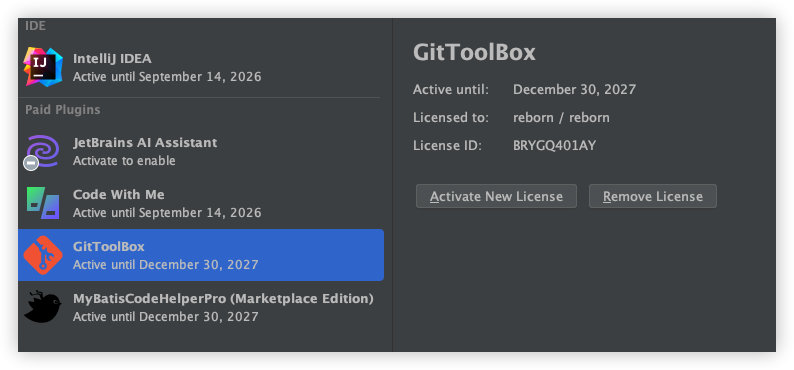 IDE
IntelliJ IDEA
Active until September 14, 2026
Paid Plugins
JetBrains AI Assistant
Activate to enable
Code With Me
Active until September 14, 2026
GitToolBox
Active until December 30, 2027
MyBatisCodeHelperPro (Marketplace Edition)
Active until December 30, 2027
GitToolBox
Active until: December 30, 2027
Licensed to: reborn / reborn
License ID: BRYGQ401AY
Activate New License Remove License